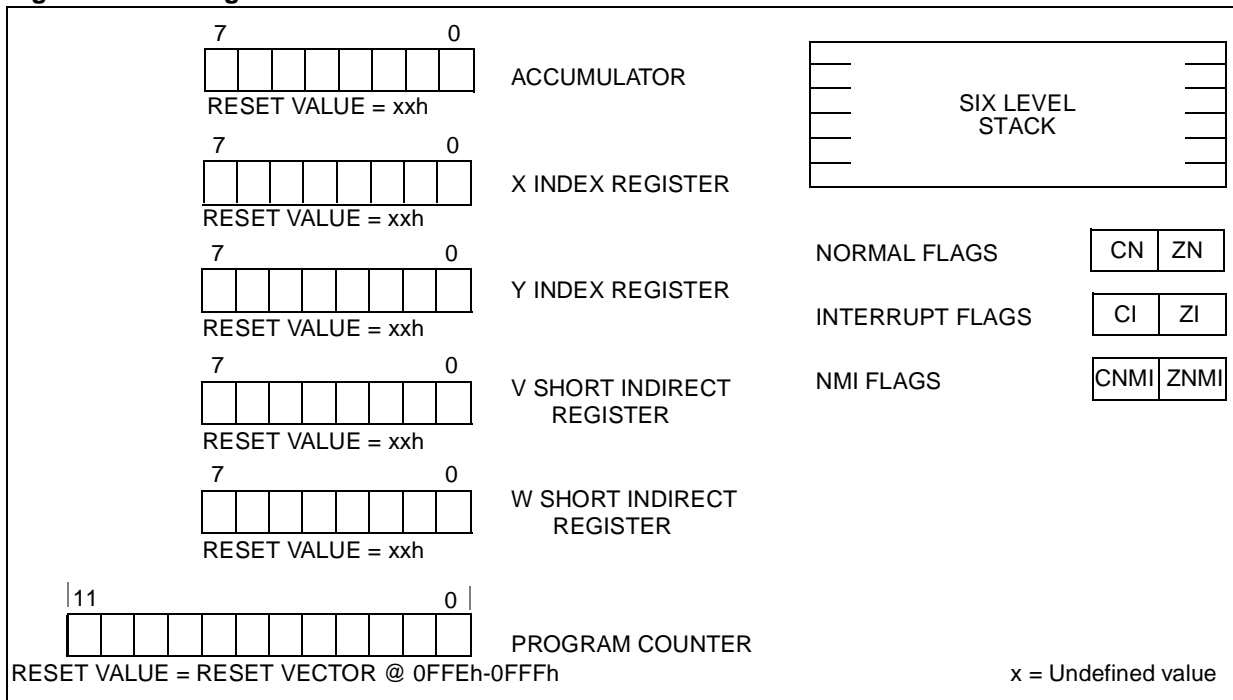 7 0
ACCUMULATOR
RESET VALUE = xxh
7 0
X INDEX REGISTER
RESET VALUE = xxh
7 0
Y INDEX REGISTER
RESET VALUE = xxh
7 0
V SHORT INDIRECT
REGISTER
RESET VALUE = xxh
7 0
W SHORT INDIRECT
REGISTER
RESET VALUE = xxh
11 0
PROGRAM COUNTER
RESET VALUE = RESET VECTOR @ 0FFEh-0FFFh
SIX LEVEL
STACK
NORMAL FLAGS CN ZN
INTERRUPT FLAGS CI ZI
NMI FLAGS CNMI ZNMI
x = Undefined value